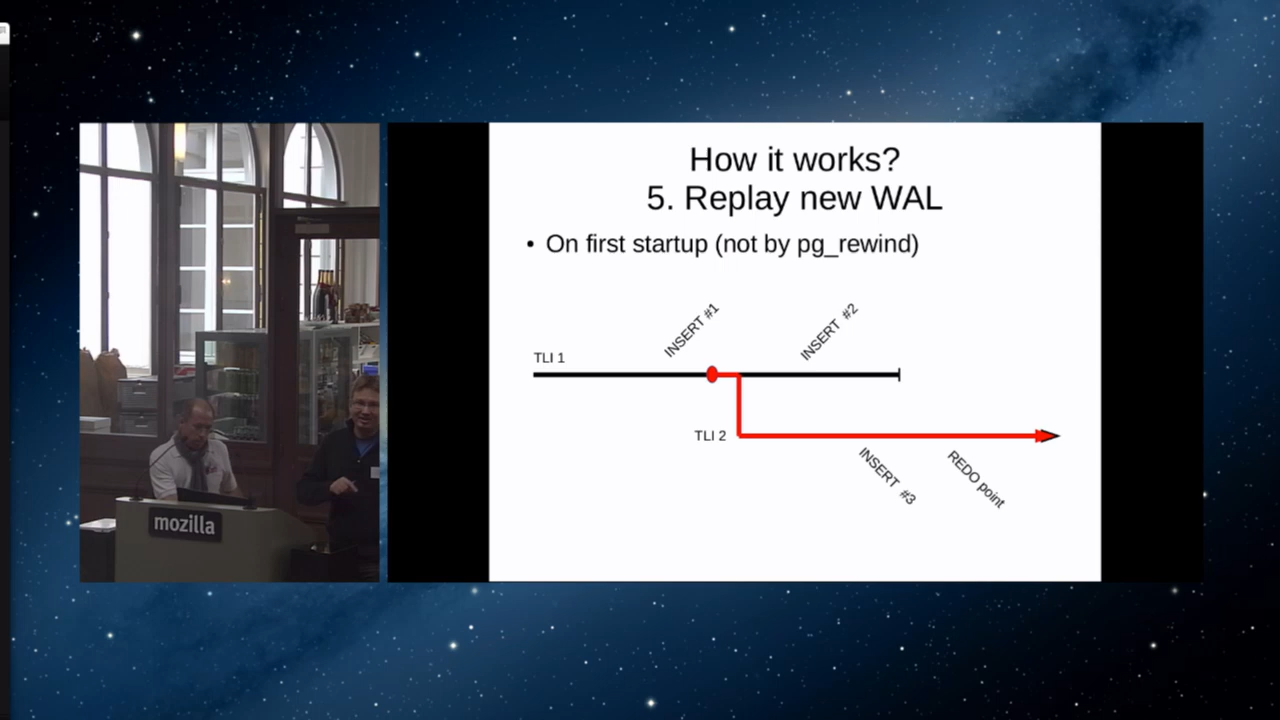 How it works?
5. Replay new WAL
• On first startup (not by pg_rewind)
INSERT #1
INSERT #2
TLI 1
TLI 2
INSERT #3
REDO point
mozilla